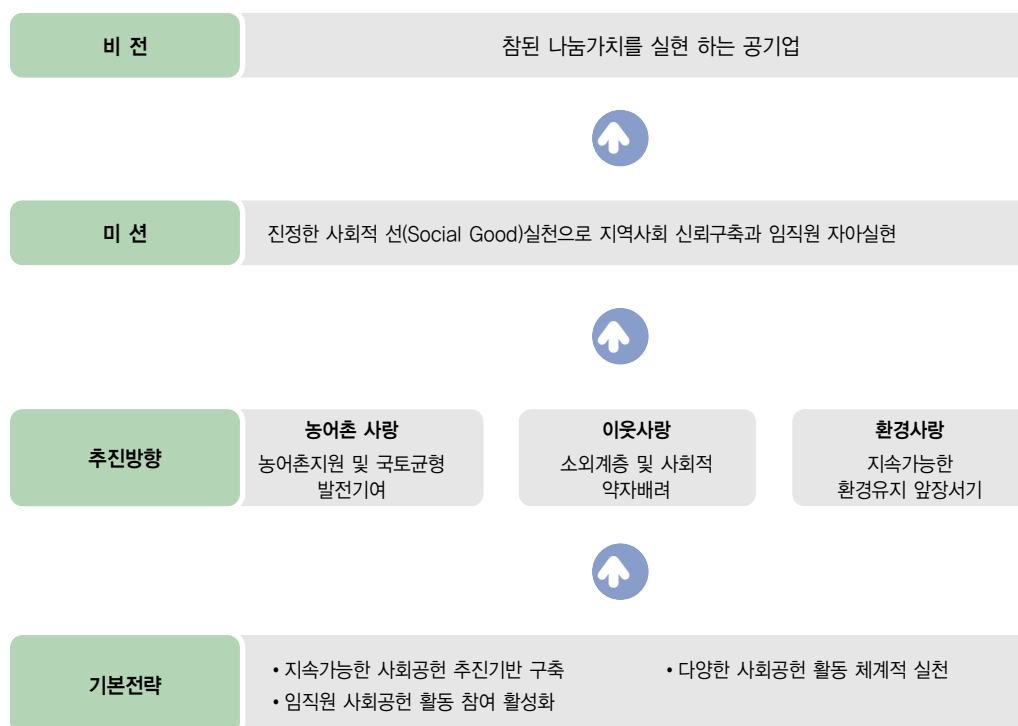 비 전
참된 나눔가치를 실현 하는 공기업
미 션
진정한 사회적 선(Social Good)실천으로 지역사회 신뢰구축과 임직원 자아실현
추진방향
농어촌 사랑
농어촌지원 및 국토균형
발전기여
이웃사랑
소외계층 및 사회적
약자배려
환경사랑
지속가능한
환경유지 앞장서기
기본전략
• 지속가능한 사회공헌 추진기반 구축
• 다양한 사회공헌 활동 체계적 실천
• 임직원 사회공헌 활동 참여 활성화